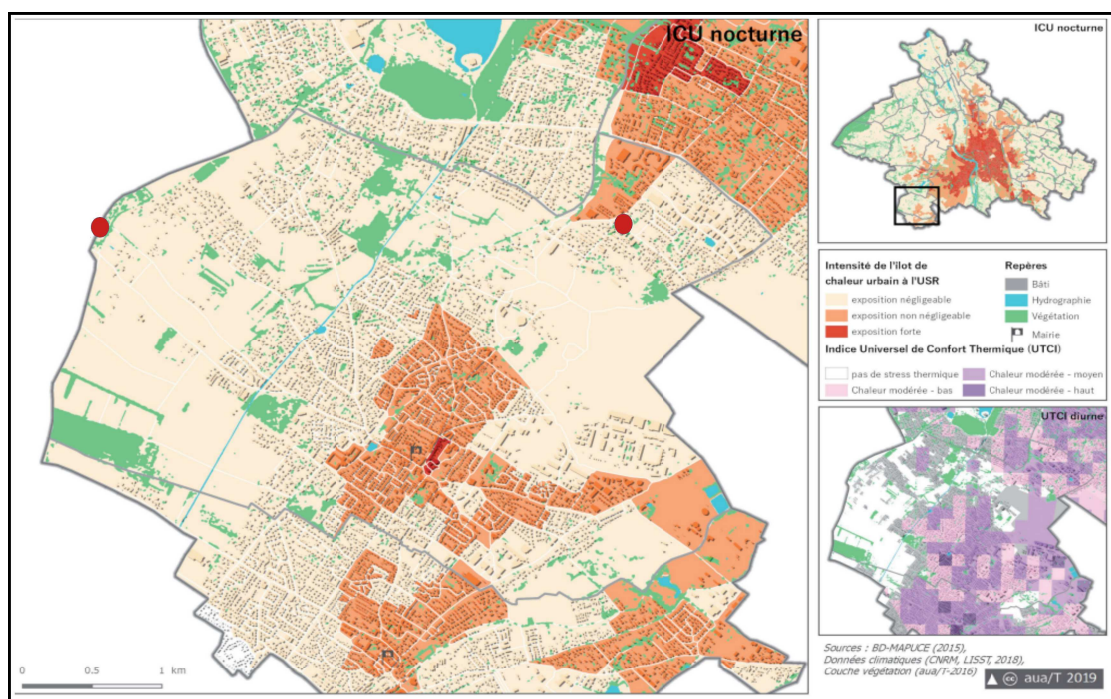 ICU nocturne
0 0.5 1 km
ICU nocturne
Intensité de l'îlot de
chaleur urbain à l'USR
exposition négligeable
exposition non négligeable
exposition forte
Repères
Bâti
Hydrographie
Végétation
Mairie
Indice Universel de Confort Thermique (UTCI)
pas de stress thermique
Chaleur modérée - bas
Chaleur modérée - moyen
Chaleur modérée - haut
UTCI diurne
Sources : BD-MAPUCE (2015),
Données climatiques (CNRM, LISST, 2018),
Couche végétation (aua/T-2016)
cc aua/T 2019